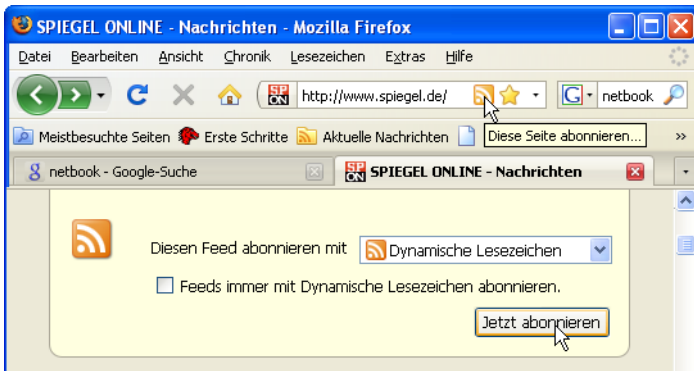 SPIEGEL ONLINE - Nachrichten - Mozilla Firefox
Datei Bearbeiten Ansicht Chronik Lesezeichen Extras Hilfe
SP ON http://www.spiegel.de/ G netbook
Meistbesuchte Seiten Erste Schritte Aktuelle Nachrichten Diese Seite abonnieren... »
g netbook - Google-Suche SP ON SPIEGEL ONLINE - Nachrichten
Diesen Feed abonnieren mit Dynamische Lesezeichen
Feeds immer mit Dynamische Lesezeichen abonnieren.
Jetzt abonnieren